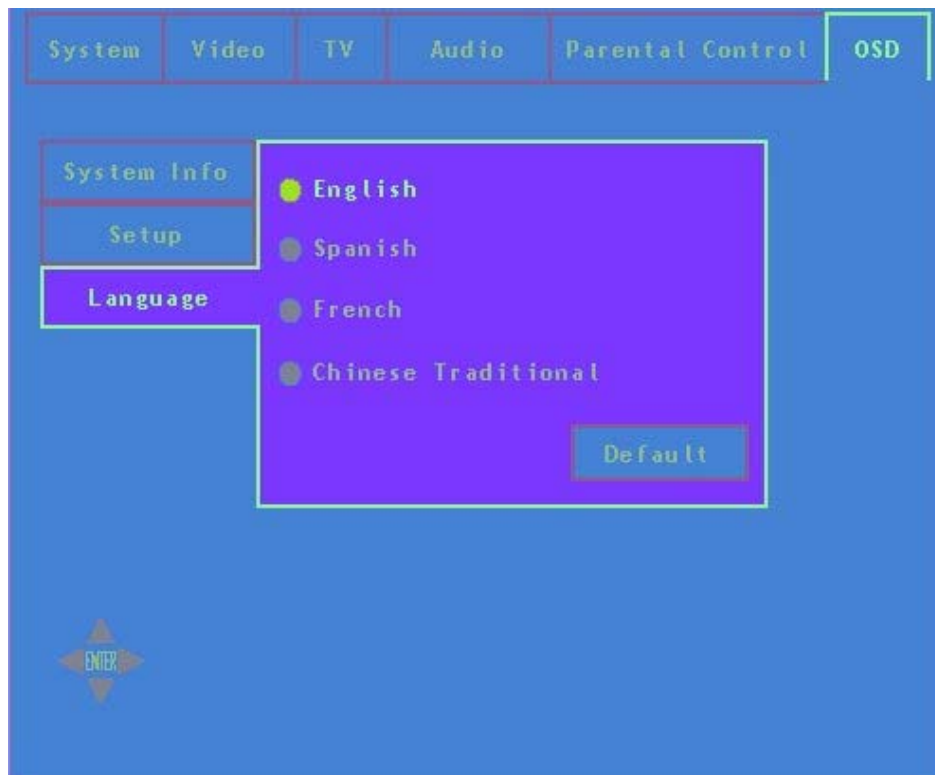 System Video TV Audio Parental Control OSD
System Info
Setup
Language
English
Spanish
French
Chinese Traditional
Default
ENTER